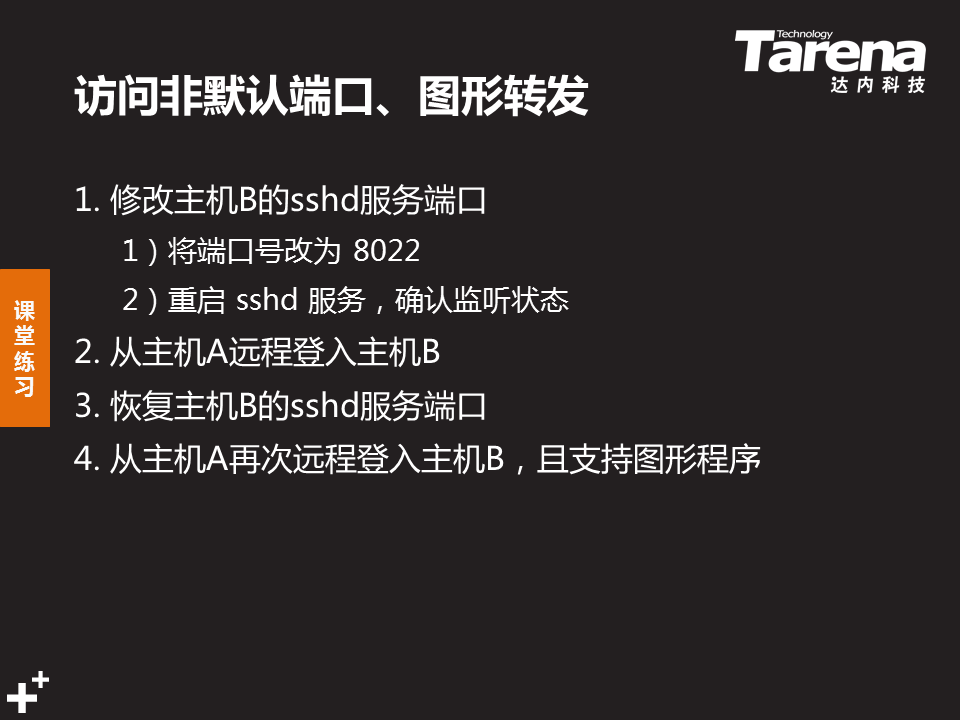 Technology
Tarena
达内科技
访问非默认端口、图形转发
1. 修改主机B的sshd服务端口
1）将端口号改为 8022
2）重启 sshd 服务，确认监听状态
2. 从主机A远程登入主机B
3. 恢复主机B的sshd服务端口
4. 从主机A再次远程登入主机B，且支持图形程序
课
堂
练
习